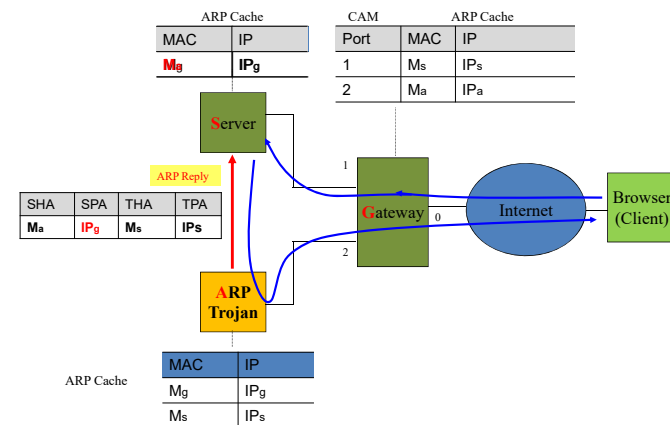 ARP Cache
CAM
ARP Cache
MAC IP
Port MAC IP
IPg
1 Ms IPs
2 Ma IPa
Server
ARP Reply
1
SHA SPA THA TPA
Ma IPg Ms IPs
Gateway
0
Internet
Browser
(Client)
2
ARP
Trojan
MAC IP
ARP Cache
Mg IPg
Ms IPs